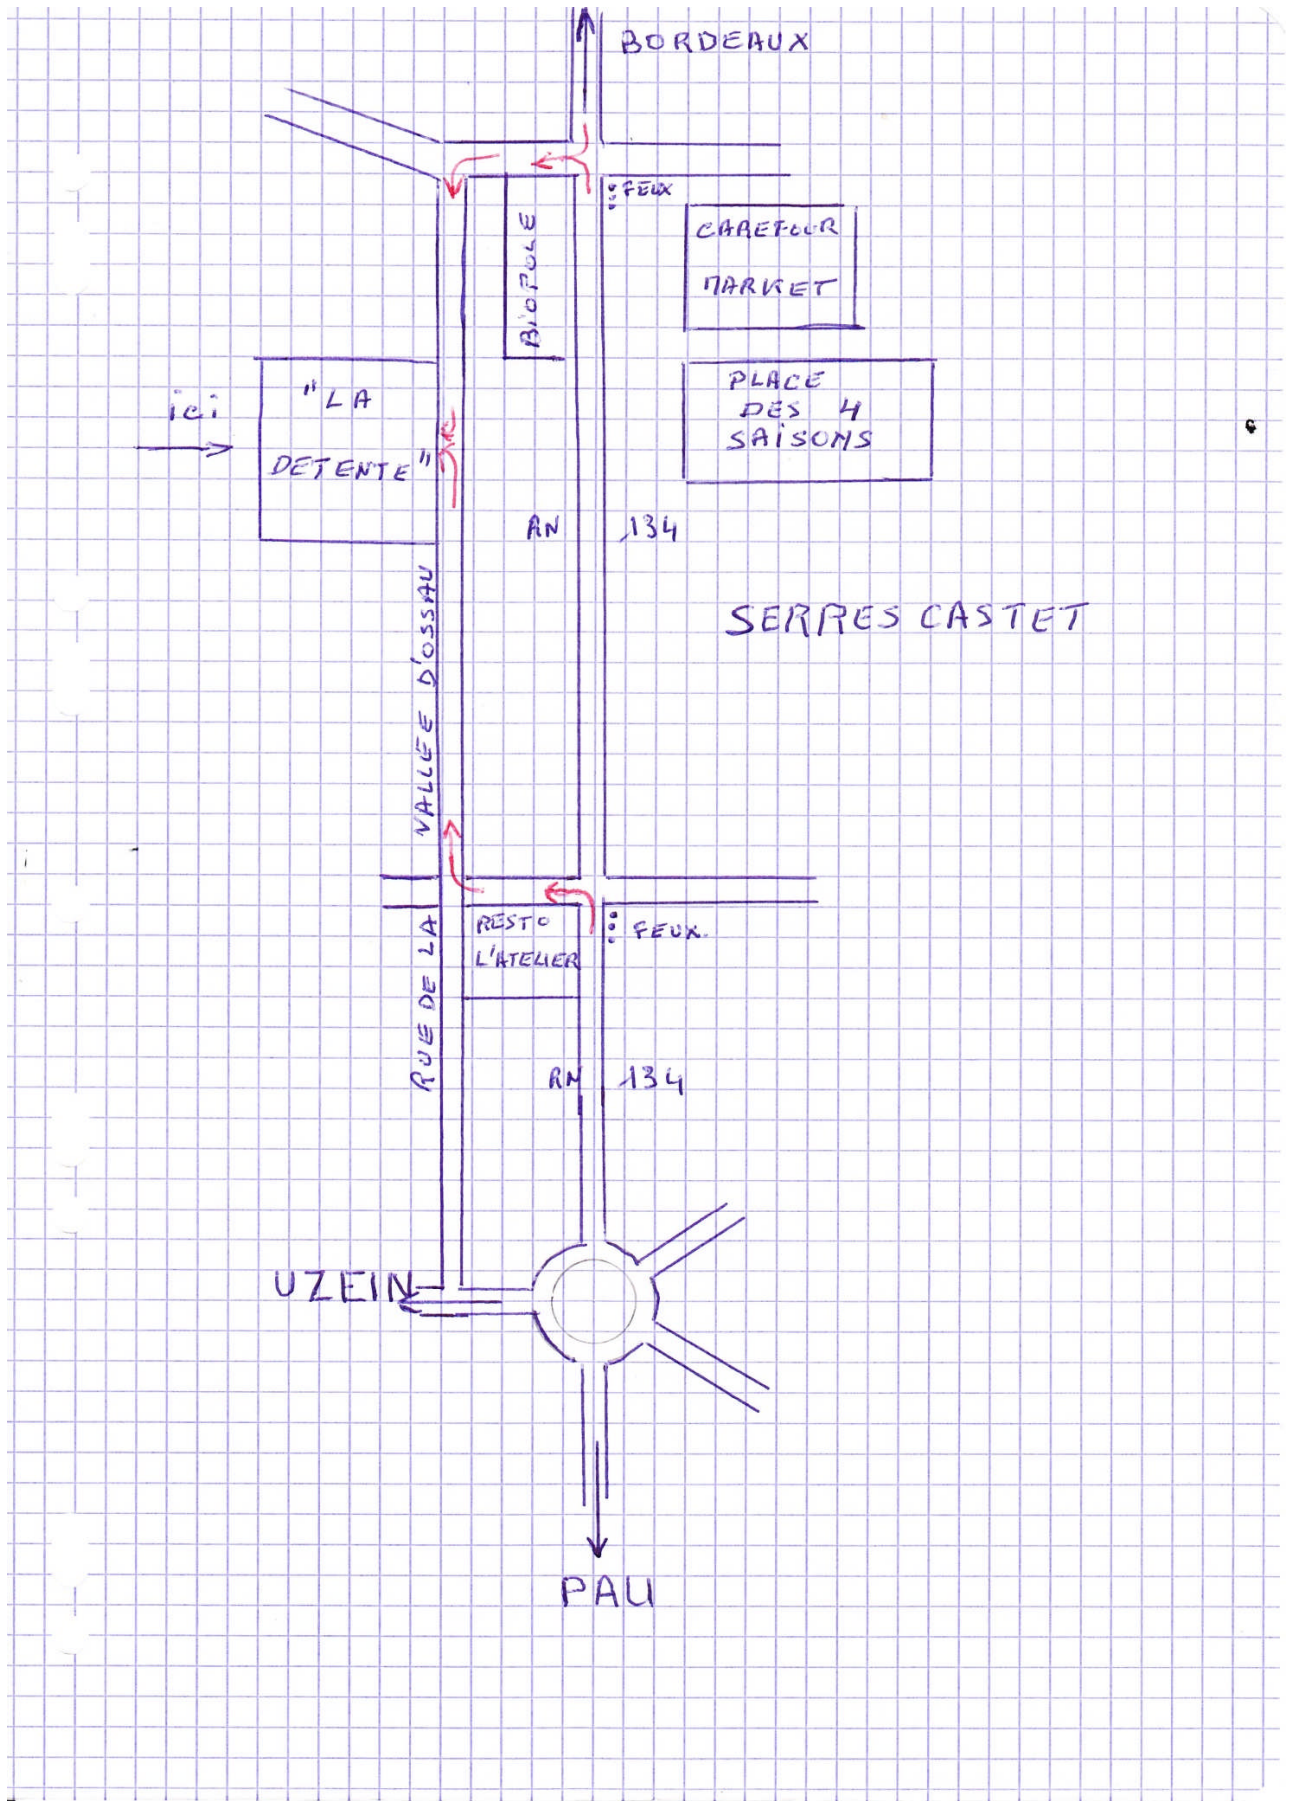 BORDEAUX
FEUX
CAREFOUR
MARKET
BIOPOLE
ici
"LA
DETENTE"
PLACE
DES 4
SAISONS
RN 134
SERRES CASTET
RUE DE LA VALLEE D'OSSAU
RESTO
L'ATELIER
FEUX.
RN 134
UZEIN
PAU